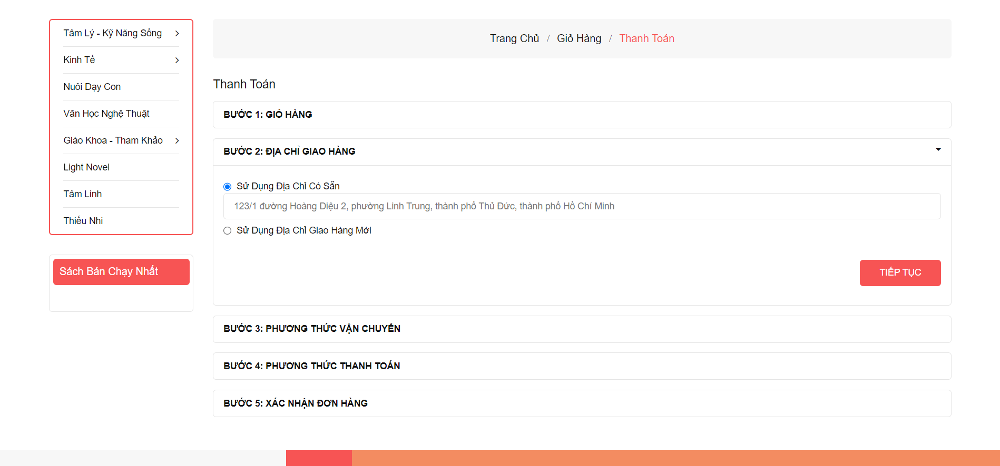 Tâm Lý - Kỹ Năng Sống
Kinh Tế
Nuôi Dạy Con
Văn Học Nghệ Thuật
Giáo Khoa - Tham Khảo
Light Novel
Tâm Linh
Thiếu Nhi
Sách Bán Chạy Nhất
Trang Chủ / Giỏ Hàng / Thanh Toán
Thanh Toán
BƯỚC 1: GIỎ HÀNG
BƯỚC 2: ĐỊA CHỈ GIAO HÀNG
Sử Dụng Địa Chỉ Có Sẵn
123/1 đường Hoàng Diệu 2, phường Linh Trung, thành phố Thủ Đức, thành phố Hồ Chí Minh
Sử Dụng Địa Chỉ Giao Hàng Mới
TIẾP TỤC
BƯỚC 3: PHƯƠNG THỨC VẬN CHUYỂN
BƯỚC 4: PHƯƠNG THỨC THANH TOÁN
BƯỚC 5: XÁC NHẬN ĐƠN HÀNG